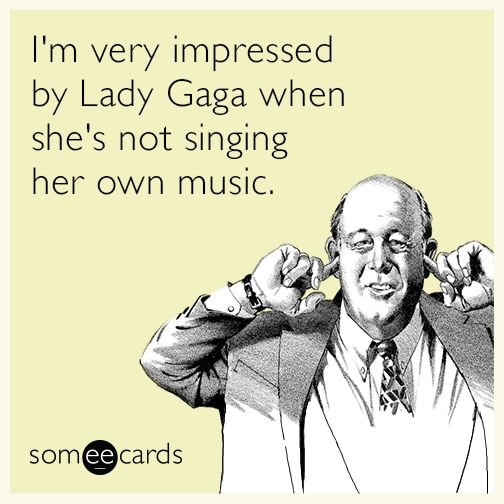 I'm very impressed
by Lady Gaga when
she's not singing
her own music.
someecards